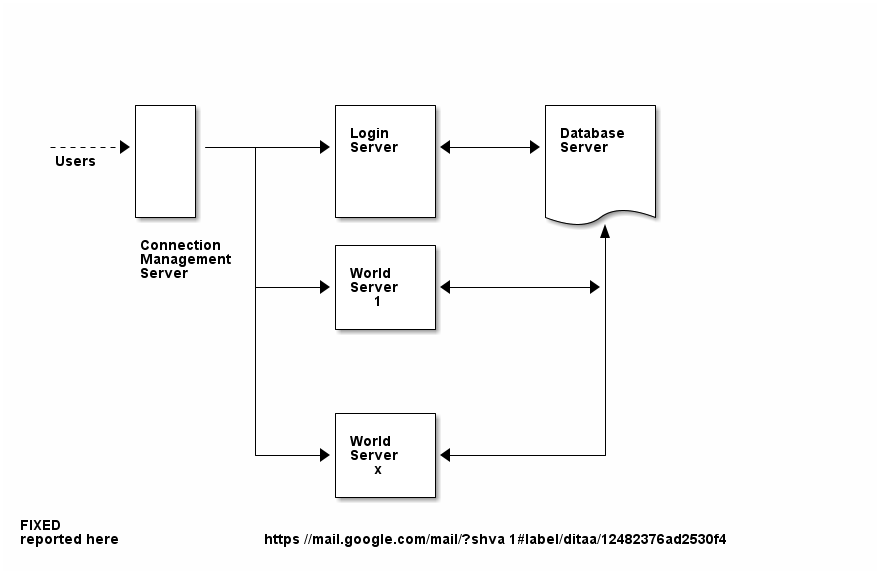 Login
Server
Database
Server
Users
Connection
Management
Server
World
Server
1
World
Server
x
FIXED
reported here
https //mail.google.com/mail/?shva 1#label/ditaa/12482376ad2530f4